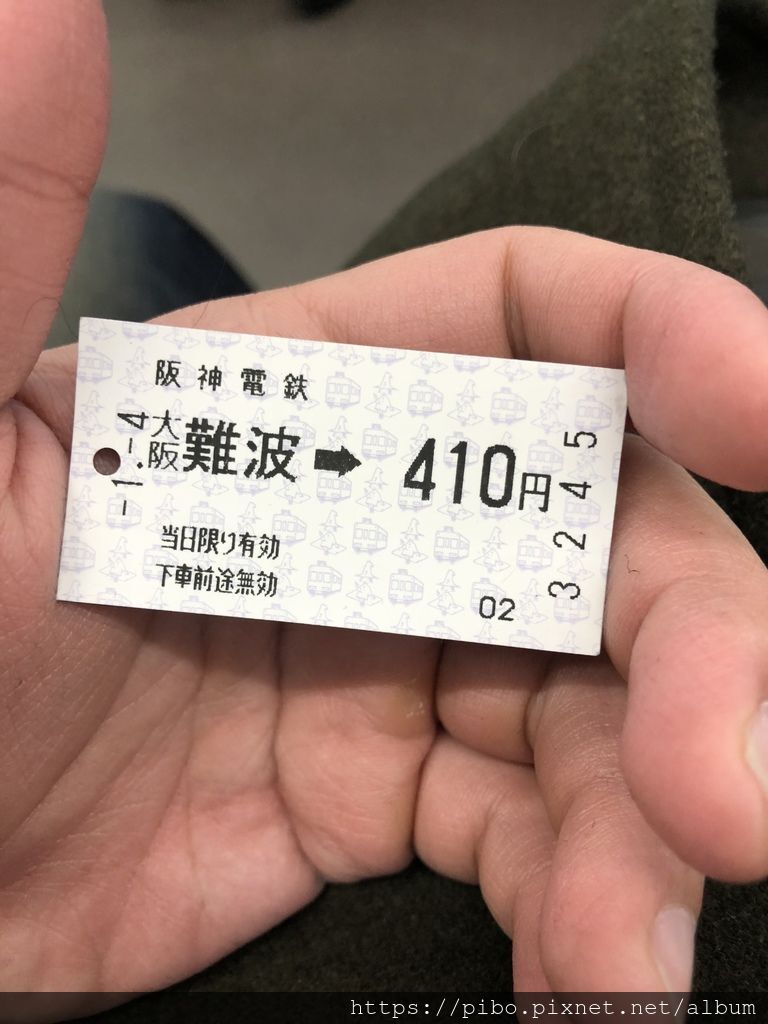 阪神電鉄
-1.-4
大阪難波➡410円
当日限り有効
下車前途無効
02
3245
https://pibo.pixnet.net/album